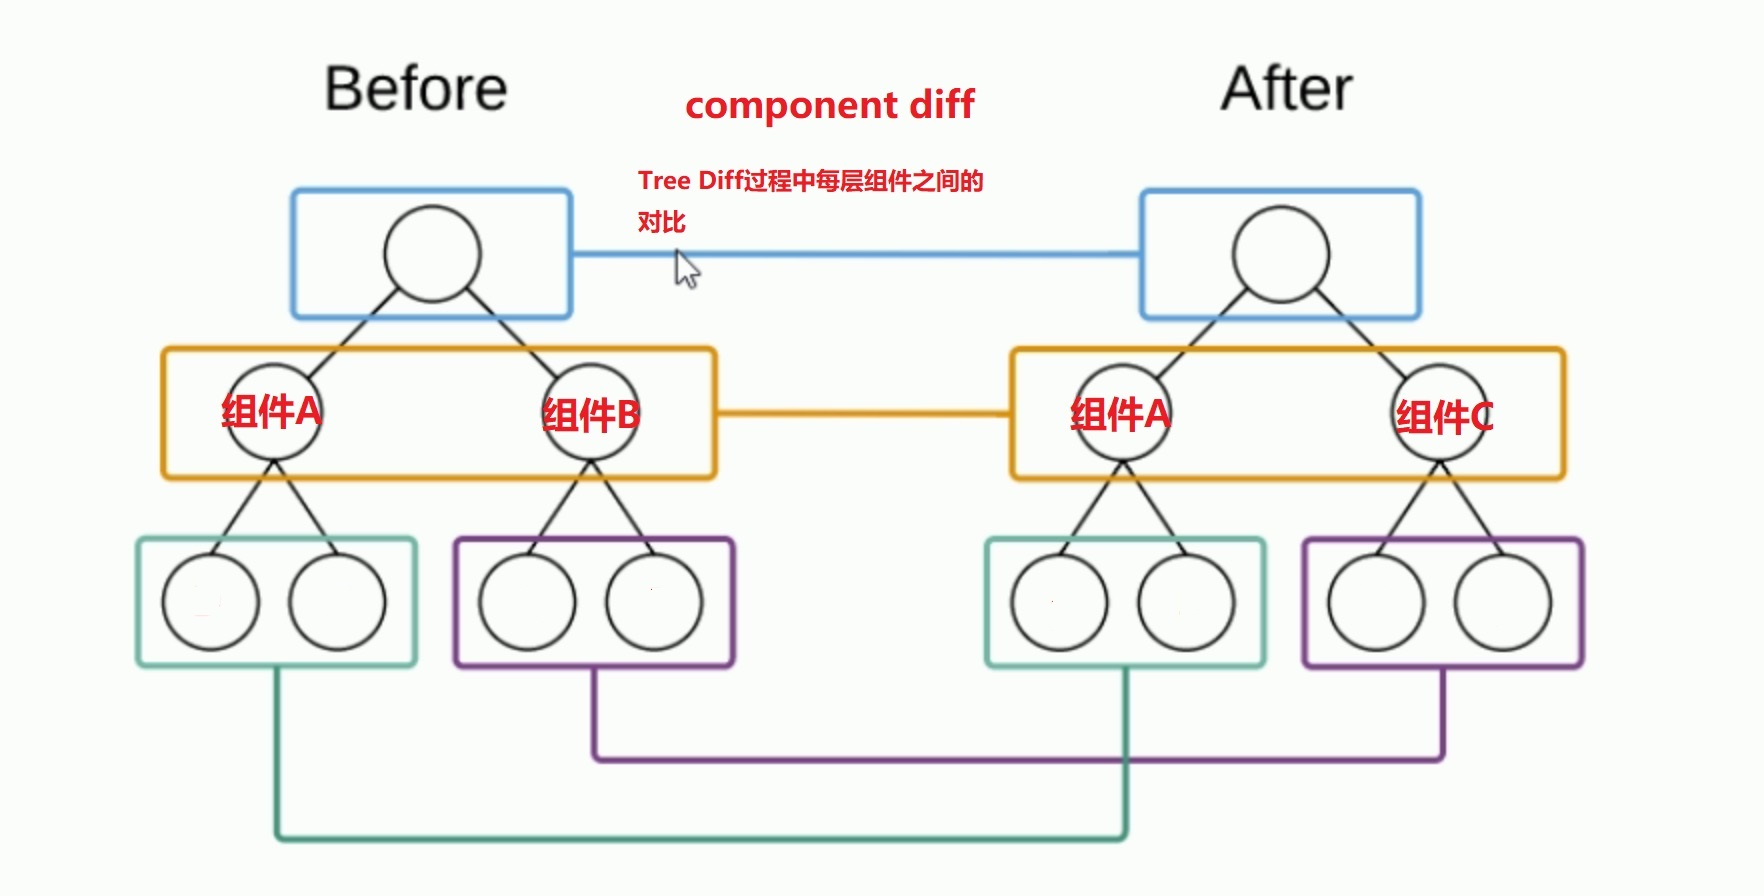 Before
component diff
After
Tree Diff过程中每层组件之间的
对比
组件A
组件B
组件A
组件C